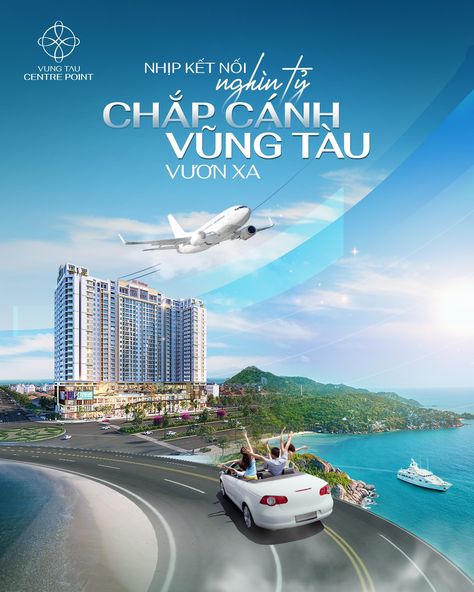 VUNG TAU
CENTRE POINT
NHỊP KẾT NỐI
nghìn tỷ
CHẮP CÁNH
VŨNG TÀU
VƯƠN XA